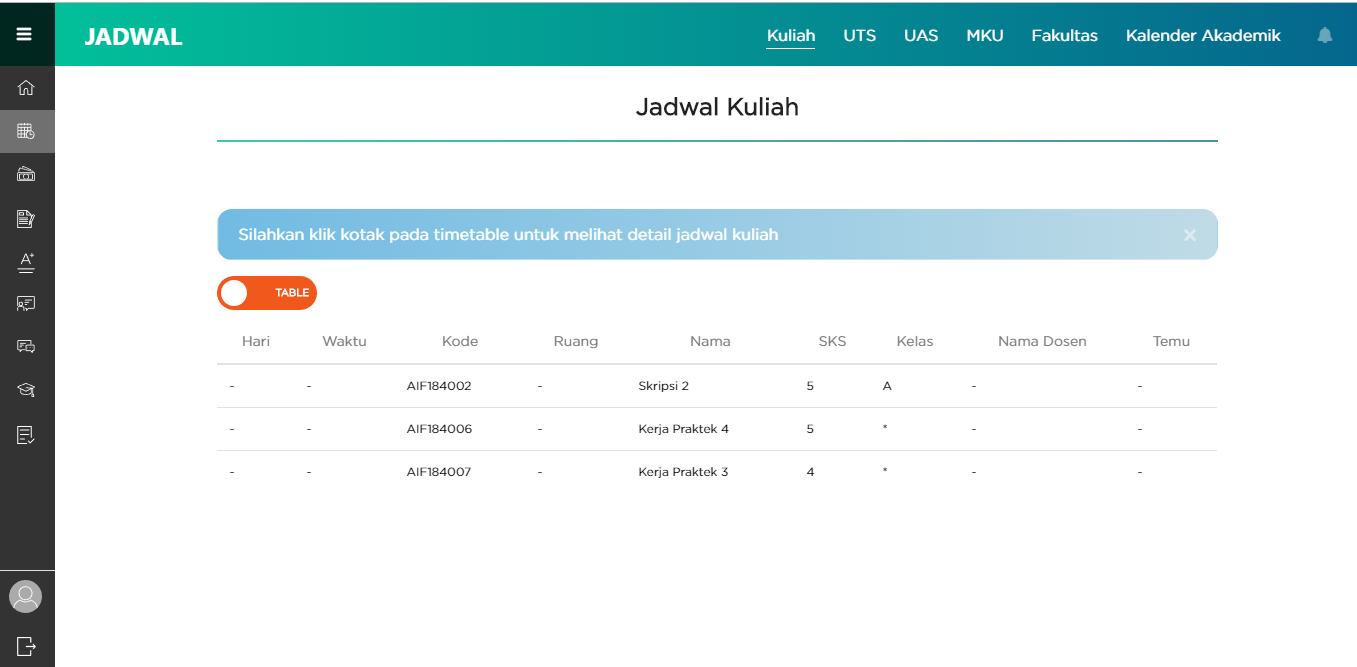 JADWAL
Kuliah UTS UAS MKU Fakultas Kalender Akademik
Jadwal Kuliah
Silahkan klik kotak pada timetable untuk melihat detail jadwal kuliah ×
TABLE
Hari Waktu Kode Ruang Nama SKS Kelas Nama Dosen Temu
- - AIF184002 - Skripsi 2 5 A - -
- - AIF184006 - Kerja Praktek 4 5 * - -
- - AIF184007 - Kerja Praktek 3 4 * - -